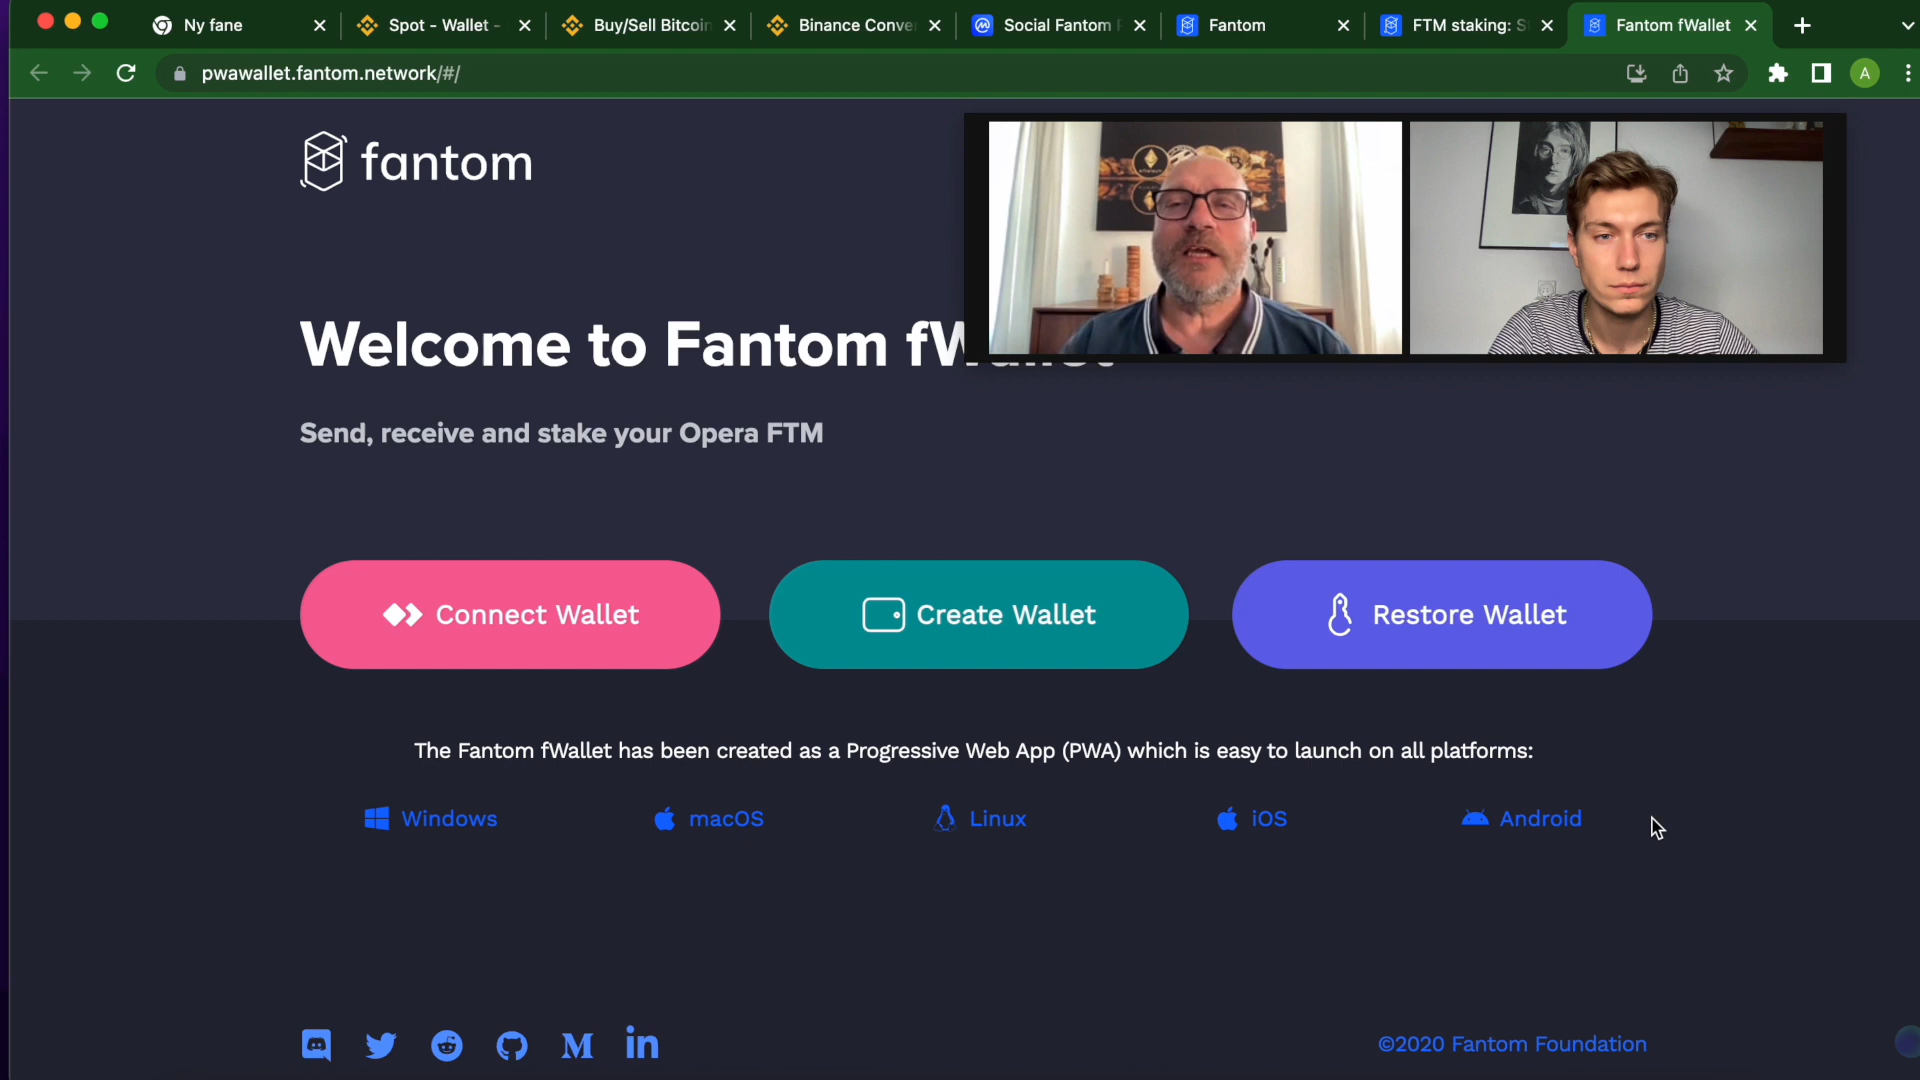 Ny fane
Spot - Wallet -
Buy/Sell Bitcoin
Binance Conver
Social Fantom
Fantom
FTM staking: S
Fantom fWallet
pwawallet.fantom.network/#/
A
fantom
Welcome to Fantom fWallet
Send, receive and stake your Opera FTM
Connect Wallet
Create Wallet
Restore Wallet
The Fantom fWallet has been created as a Progressive Web App (PWA) which is easy to launch on all platforms:
Windows
macOS
Linux
iOS
Android
©2020 Fantom Foundation